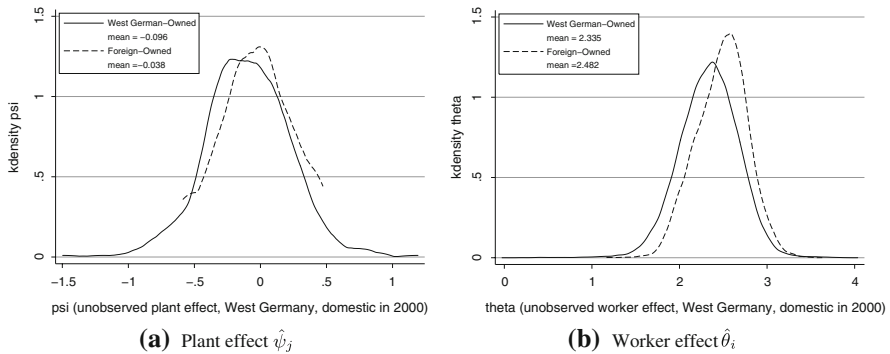 West German−Owned
mean = −0.096
Foreign−Owned
mean =−0.038
kdensity psi
0
.5
1
1.5
−1.5
−1
−.5
0
.5
1
psi (unobserved plant effect, West Germany, domestic in 2000)
(a) Plant effect ψ̂j
West German−Owned
mean = 2.335
Foreign−Owned
mean =2.482
kdensity theta
0
.5
1
1.5
0
1
2
3
4
theta (unobserved worker effect, West Germany, domestic in 2000)
(b) Worker effect θ̂i